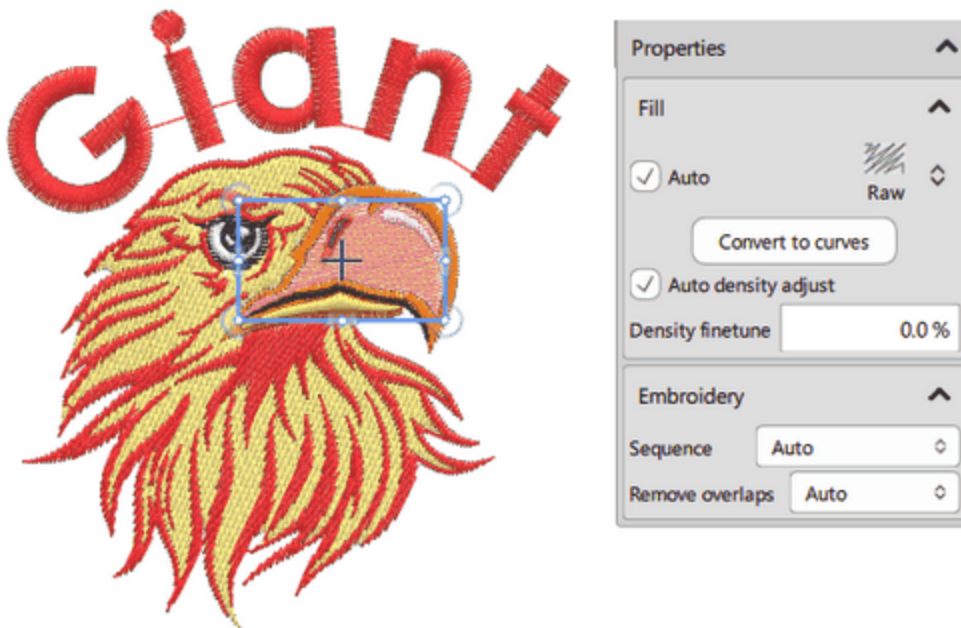 Giant
Properties
Fill
Auto
Raw
Convert to curves
Auto density adjust
Density finetune 0.0 %
Embroidery
Sequence Auto
Remove overlaps Auto